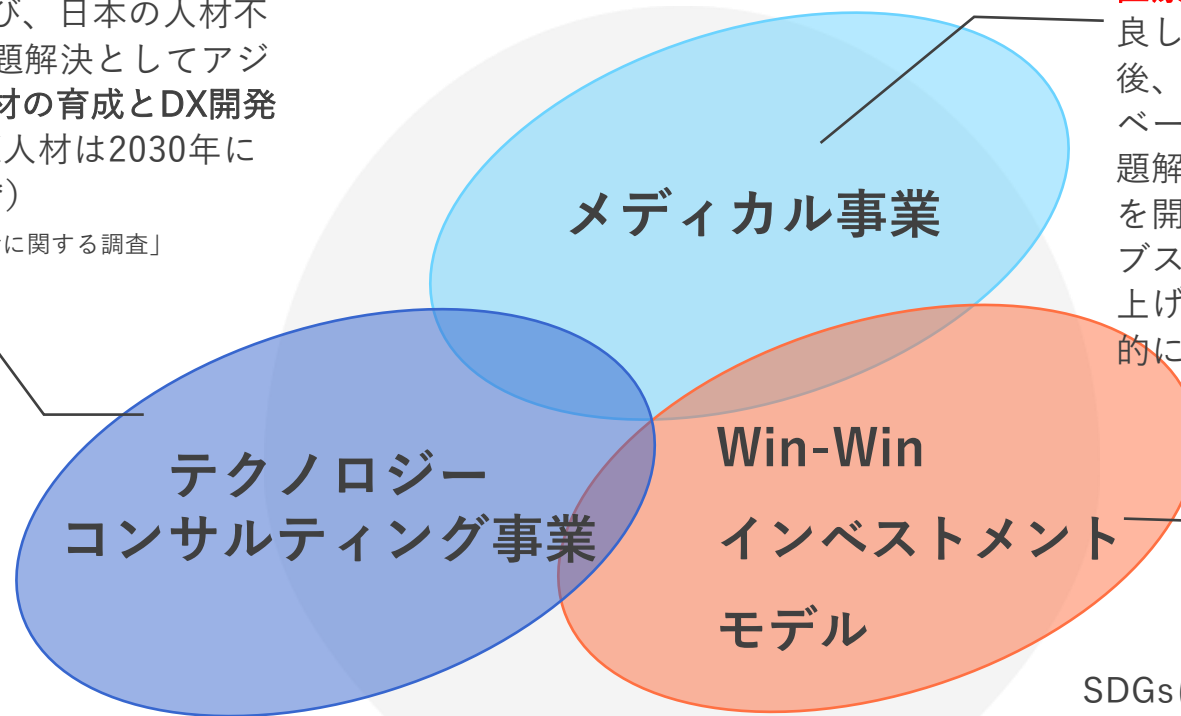 び、日本の人材不
題解決としてアジ
材の育成とDX開発
人材は2030年に
)
に関する調査」
良し
後、
ベー
題解
を開
ブス
上げ
的に
メディカル事業
テクノロジー
コンサルティング事業
Win-Win
インベストメント
モデル
SDGs